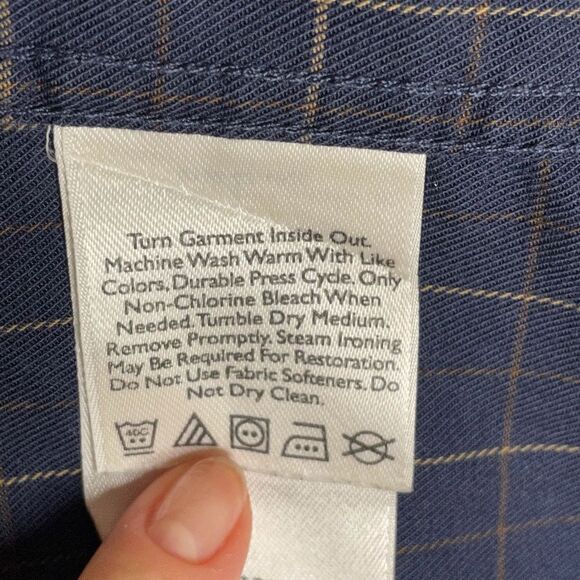 Turn Garment Inside Out.
Machine Wash Warm With Like
Colors. Durable Press Cycle. Only
Non-Chlorine Bleach When
Needed. Tumble Dry Medium.
Remove Promptly. Steam Ironing
May Be Required For Restoration.
Do Not Use Fabric Softeners. Do
Not Dry Clean.
40C